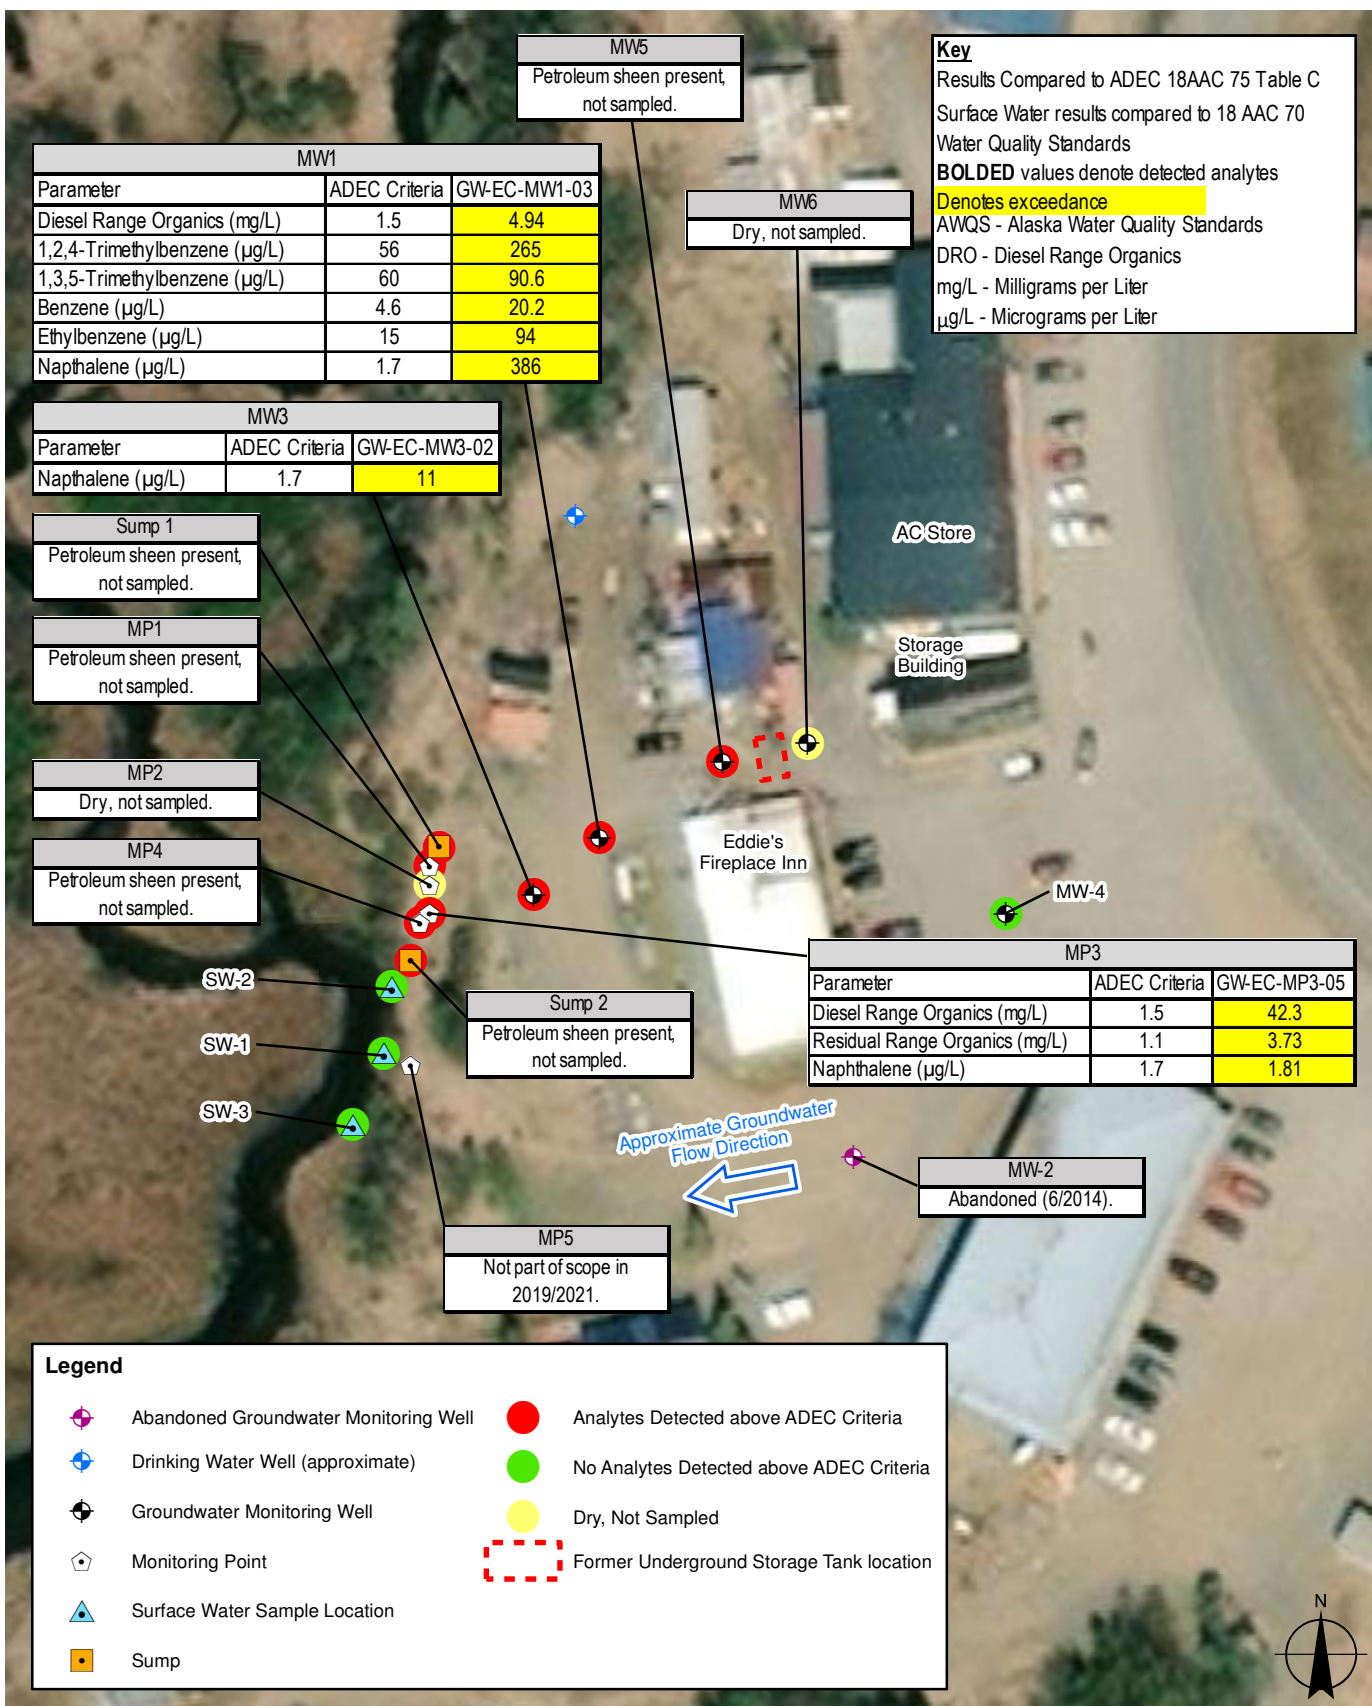 MW5
Petroleum sheen present,
not sampled.
Key
Results Compared to ADEC 18AAC 75 Table C
Surface Water results compared to 18 AAC 70
Water Quality Standards
BOLDED values denote detected analytes
Denotes exceedance
AWQS - Alaska Water Quality Standards
DRO - Diesel Range Organics
mg/L - Milligrams per Liter
µg/L - Micrograms per Liter
MW1
Parameter ADEC Criteria GW-EC-MW1-03
Diesel Range Organics (mg/L) 1.5 4.94
1,2,4-Trimethylbenzene (µg/L) 56 265
1,3,5-Trimethylbenzene (µg/L) 60 90.6
Benzene (µg/L) 4.6 20.2
Ethylbenzene (µg/L) 15 94
Napthalene (µg/L) 1.7 386
MW6
Dry, not sampled.
MW3
Parameter ADEC Criteria GW-EC-MW3-02
Napthalene (µg/L) 1.7 11
Sump 1
Petroleum sheen present,
not sampled.
AC Store
MP1
Petroleum sheen present,
not sampled.
Storage
Building
MP2
Dry, not sampled.
MP4
Petroleum sheen present,
not sampled.
Eddie's
Fireplace Inn
MW-4
MP3
Parameter ADEC Criteria GW-EC-MP3-05
Diesel Range Organics (mg/L) 1.5 42.3
Residual Range Organics (mg/L) 1.1 3.73
Naphthalene (µg/L) 1.7 1.81
SW-2
Sump 2
Petroleum sheen present,
not sampled.
SW-1
SW-3
Approximate Groundwater
Flow Direction
MW-2
Abandoned (6/2014).
MP5
Not part of scope in
2019/2021.
Legend
Abandoned Groundwater Monitoring Well
Drinking Water Well (approximate)
Groundwater Monitoring Well
Monitoring Point
Surface Water Sample Location
Sump
Analytes Detected above ADEC Criteria
No Analytes Detected above ADEC Criteria
Dry, Not Sampled
Former Underground Storage Tank location
N